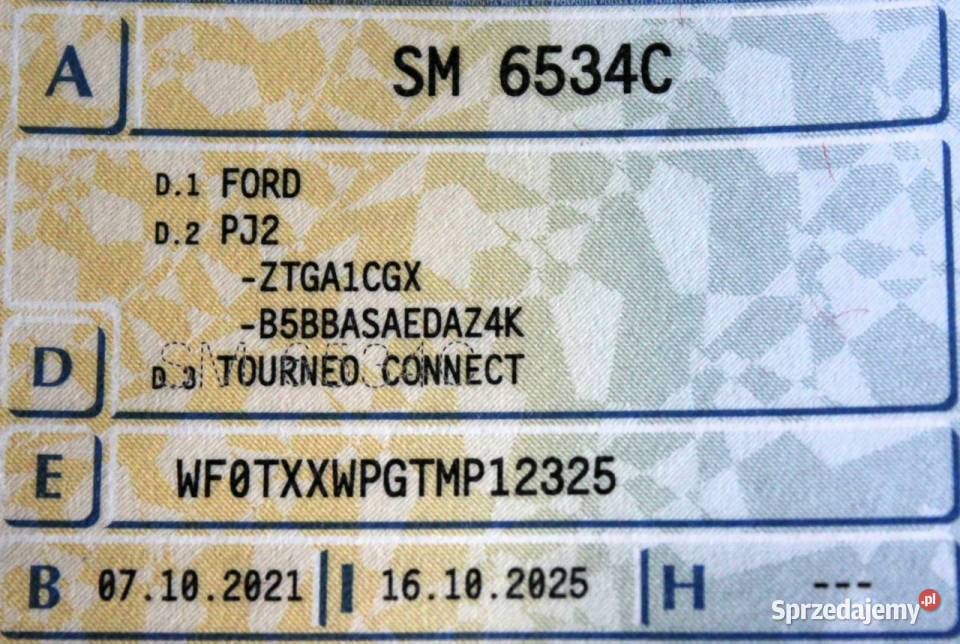 A SM 6534C
D.1 FORD
D.2 PJ2
-ZTGA1CGX
-B5BBASAEDAZ4K
D D.3 TOURNEO CONNECT
E WF0TXXWPGTMP12325
B 07.10.2021 I 16.10.2025 H ---
Sprzedajemy.pl